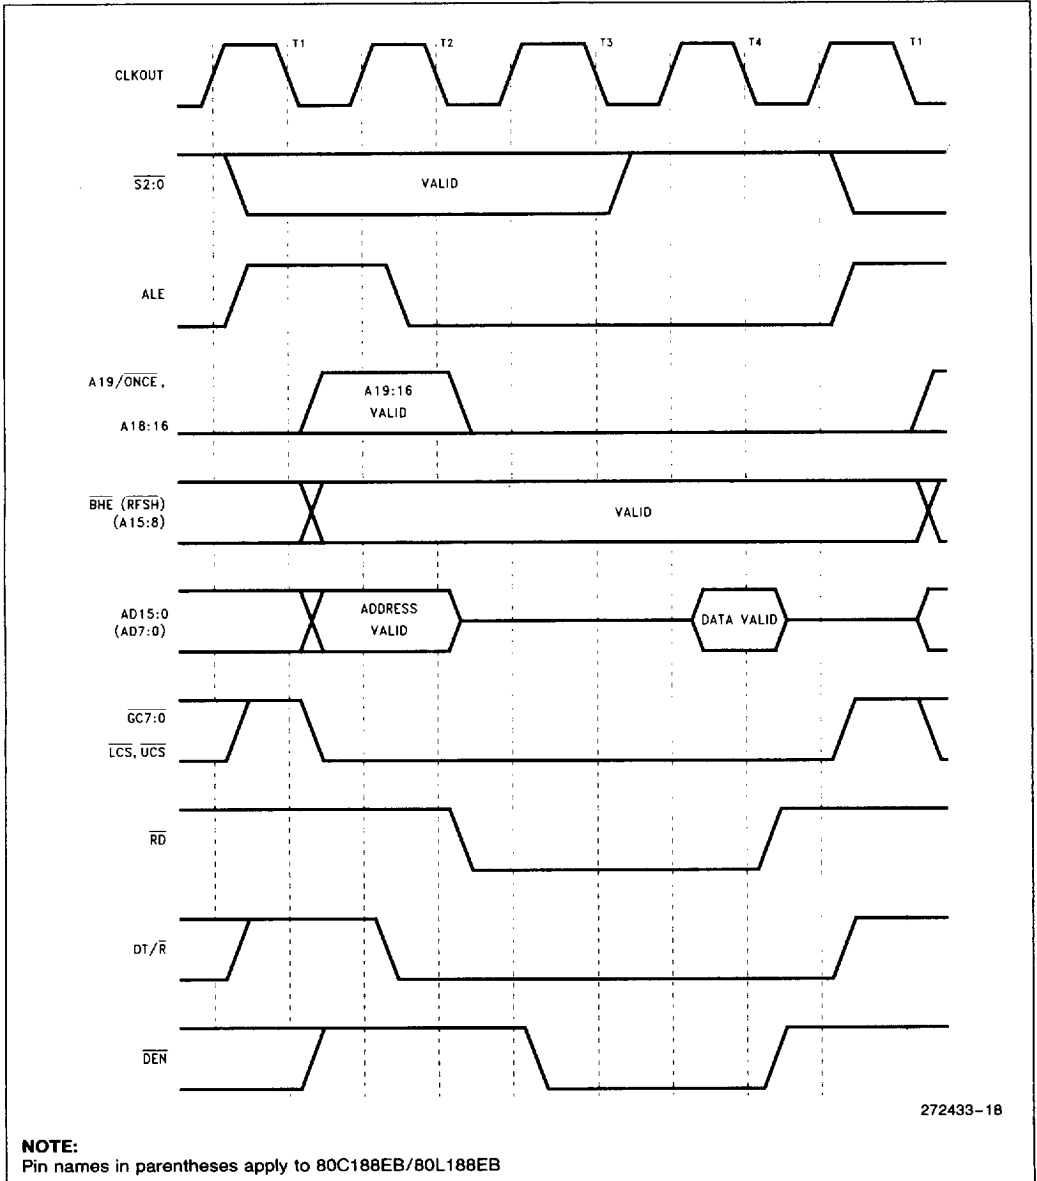 T1 T2 T3 T4 T1
CLKOUT
S2:0
VALID
ALE
A19/ONCE,
A18:16
A19:16
VALID
BHE (RFSH)
(A15:8)
VALID
AD15:0
(AD7:0)
ADDRESS
VALID
DATA VALID
GC7:0
LCS, UCS
RD
DT/R
DEN
272433-18
NOTE:
Pin names in parentheses apply to 80C188EB/80L188EB